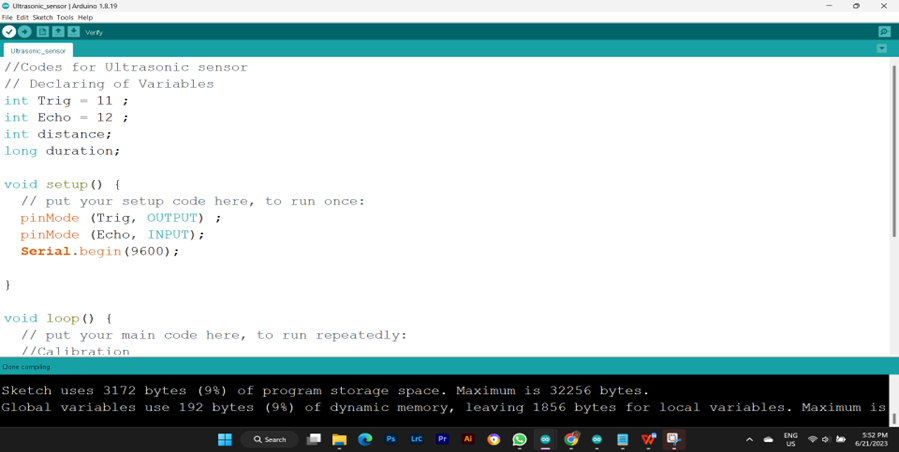 Ultrasonic_sensor | Arduino 1.8.19
File Edit Sketch Tools Help
Verify
Ultrasonic_sensor
//Codes for Ultrasonic sensor
// Declaring of Variables
int Trig = 11 ;
int Echo = 12 ;
int distance;
long duration;
void setup() {
// put your setup code here, to run once:
pinMode (Trig, OUTPUT) ;
pinMode (Echo, INPUT);
Serial.begin(9600);
}
void loop() {
// put your main code here, to run repeatedly:
//Calibration
Done compiling.
Sketch uses 3172 bytes (9%) of program storage space. Maximum is 32256 bytes.
Global variables use 192 bytes (9%) of dynamic memory, leaving 1856 bytes for local variables. Maximum is
Search
Ps
LrC
Pr
Ai
W
ENG
US
5:52 PM
6/21/2023